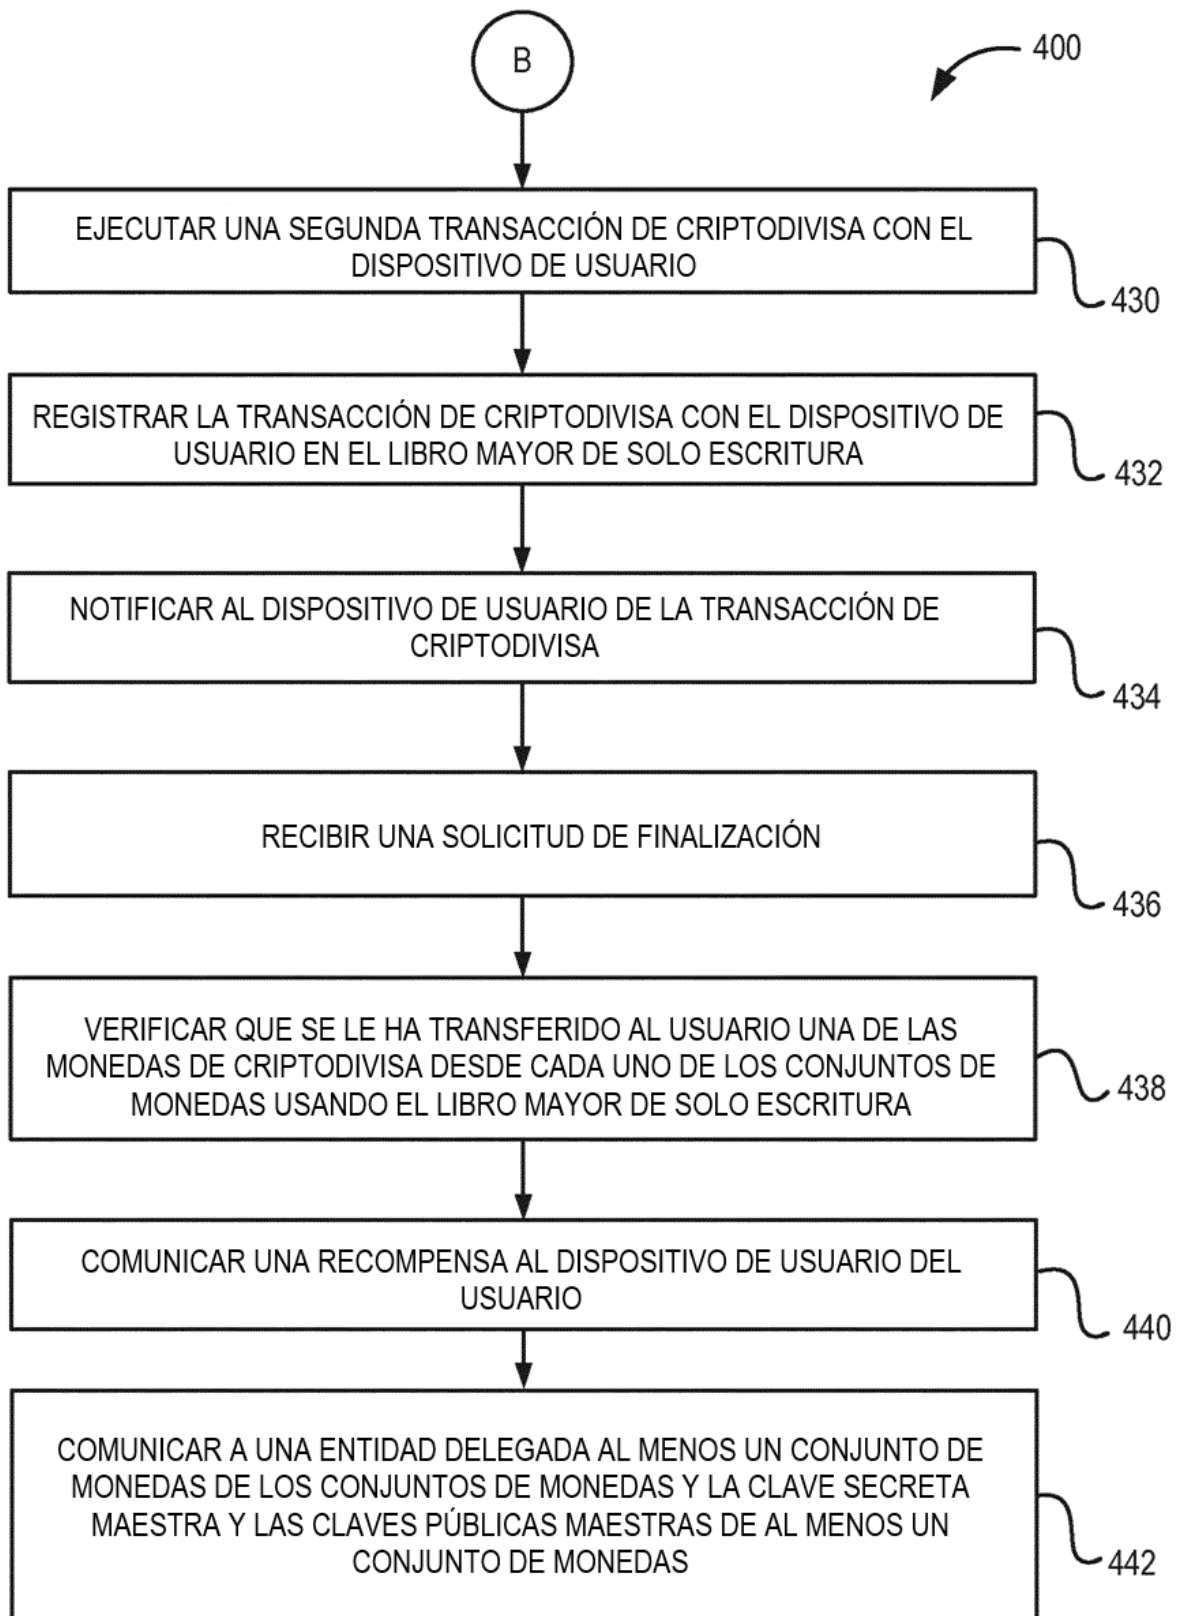 B
400
EJECUTAR UNA SEGUNDA TRANSACCIÓN DE CRIPTODIVISA CON EL
DISPOSITIVO DE USUARIO
430
REGISTRAR LA TRANSACCIÓN DE CRIPTODIVISA CON EL DISPOSITIVO DE
USUARIO EN EL LIBRO MAYOR DE SOLO ESCRITURA
432
NOTIFICAR AL DISPOSITIVO DE USUARIO DE LA TRANSACCIÓN DE
CRIPTODIVISA
434
RECIBIR UNA SOLICITUD DE FINALIZACIÓN
436
VERIFICAR QUE SE LE HA TRANSFERIDO AL USUARIO UNA DE LAS
MONEDAS DE CRIPTODIVISA DESDE CADA UNO DE LOS CONJUNTOS DE
MONEDAS USANDO EL LIBRO MAYOR DE SOLO ESCRITURA
438
COMUNICAR UNA RECOMPENSA AL DISPOSITIVO DE USUARIO DEL
USUARIO
440
COMUNICAR A UNA ENTIDAD DELEGADA AL MENOS UN CONJUNTO DE
MONEDAS DE LOS CONJUNTOS DE MONEDAS Y LA CLAVE SECRETA
MAESTRA Y LAS CLAVES PÚBLICAS MAESTRAS DE AL MENOS UN
CONJUNTO DE MONEDAS
442